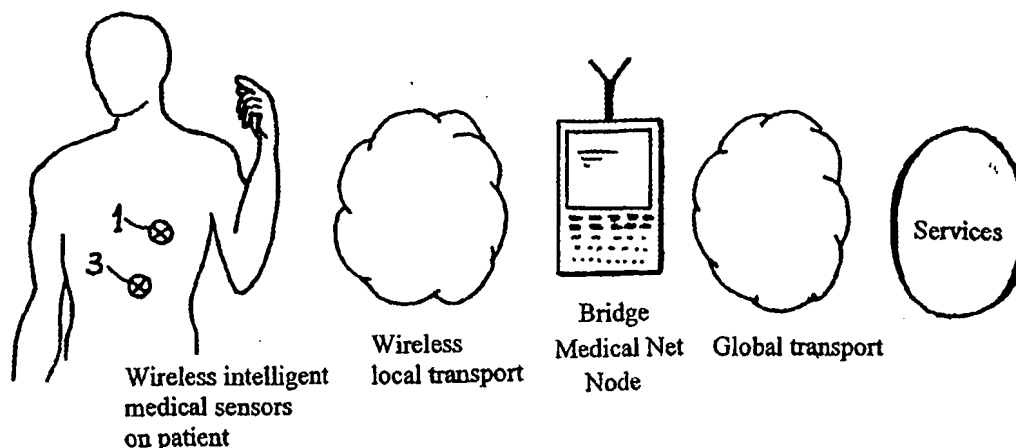 1
3
Services
Bridge
Medical Net
Node
Wireless
local transport
Global transport
Wireless intelligent
medical sensors
on patient